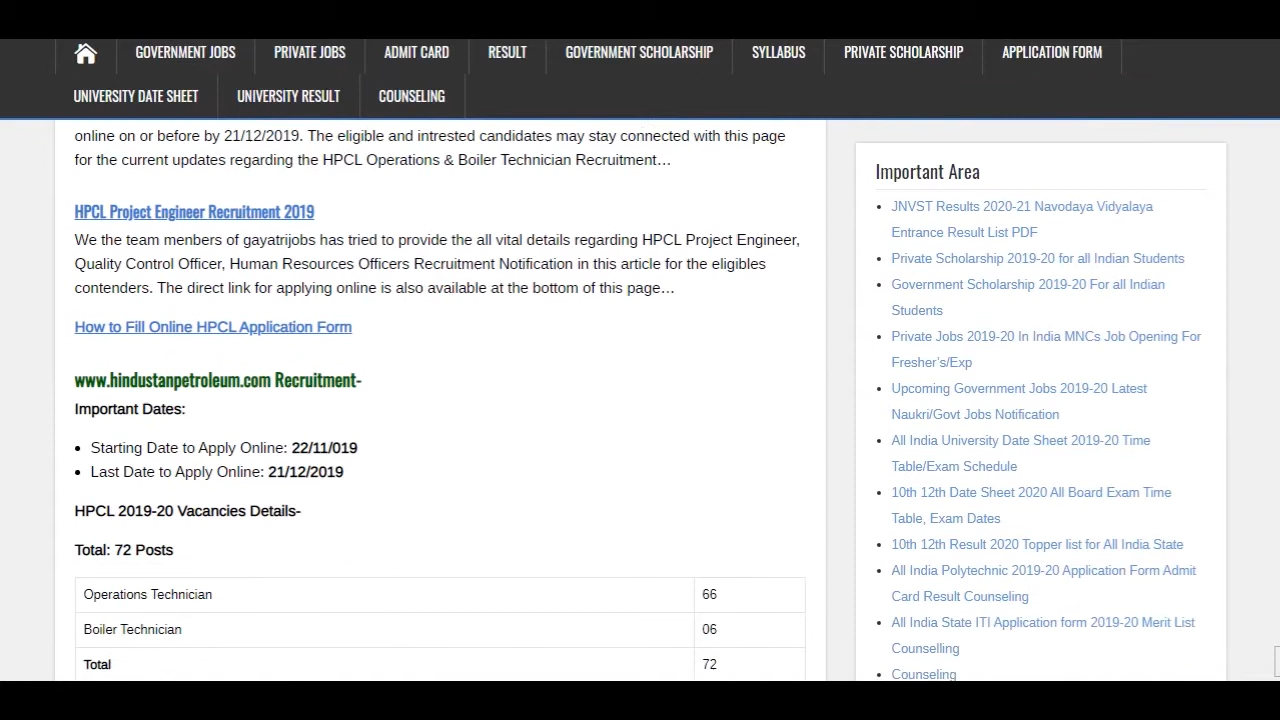 GOVERNMENT JOBS PRIVATE JOBS ADMIT CARD RESULT GOVERNMENT SCHOLARSHIP SYLLABUS PRIVATE SCHOLARSHIP APPLICATION FORM
UNIVERSITY DATE SHEET UNIVERSITY RESULT COUNSELING
online on or before by 21/12/2019. The eligible and intrested candidates may stay connected with this page
for the current updates regarding the HPCL Operations & Boiler Technician Recruitment…
HPCL Project Engineer Recruitment 2019
We the team menbers of gayatrijobs has tried to provide the all vital details regarding HPCL Project Engineer,
Quality Control Officer, Human Resources Officers Recruitment Notification in this article for the eligibles
contenders. The direct link for applying online is also available at the bottom of this page…
How to Fill Online HPCL Application Form
www.hindustanpetroleum.com Recruitment-
Important Dates:
Starting Date to Apply Online: 22/11/019
Last Date to Apply Online: 21/12/2019
HPCL 2019-20 Vacancies Details-
Total: 72 Posts
Operations Technician 66
Boiler Technician 06
Total 72
Important Area
JNVST Results 2020-21 Navodaya Vidyalaya
Entrance Result List PDF
Private Scholarship 2019-20 for all Indian Students
Government Scholarship 2019-20 For all Indian
Students
Private Jobs 2019-20 In India MNCs Job Opening For
Fresher's/Exp
Upcoming Government Jobs 2019-20 Latest
Naukri/Govt Jobs Notification
All India University Date Sheet 2019-20 Time
Table/Exam Schedule
10th 12th Date Sheet 2020 All Board Exam Time
Table, Exam Dates
10th 12th Result 2020 Topper list for All India State
All India Polytechnic 2019-20 Application Form Admit
Card Result Counseling
All India State ITI Application form 2019-20 Merit List
Counselling
Counseling